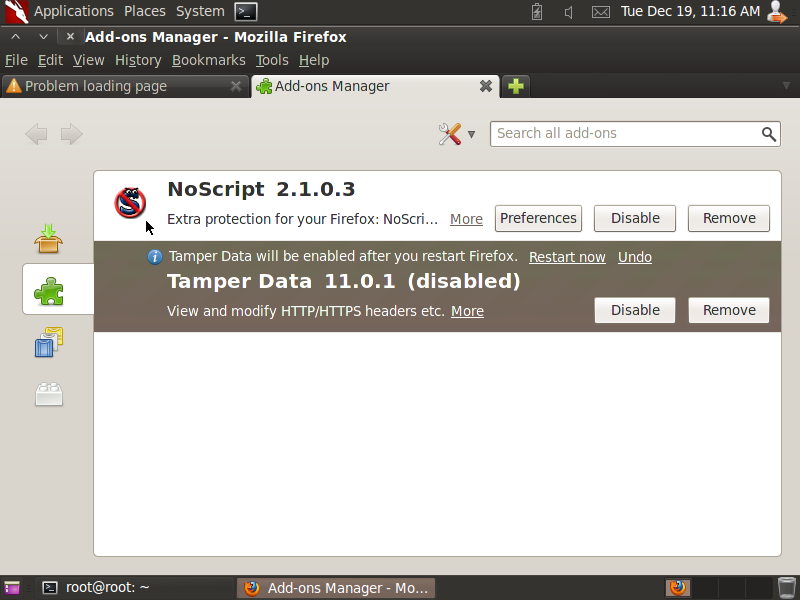 Applications Places System Tue Dec 19, 11:16 AM
Add-ons Manager - Mozilla Firefox
File Edit View History Bookmarks Tools Help
Problem loading page Add-ons Manager
Search all add-ons
NoScript 2.1.0.3
Extra protection for your Firefox: NoScri... More Preferences Disable Remove
Tamper Data will be enabled after you restart Firefox. Restart now Undo
Tamper Data 11.0.1 (disabled)
View and modify HTTP/HTTPS headers etc. More Disable Remove
root@root: ~ Add-ons Manager - Mo...